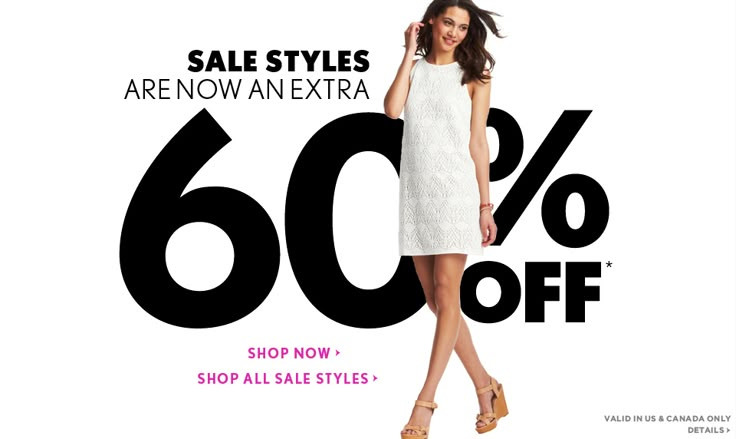 SALE STYLES
ARE NOW AN EXTRA
60%
OFF*
SHOP NOW ›
SHOP ALL SALE STYLES ›
VALID IN US & CANADA ONLY
DETAILS ›